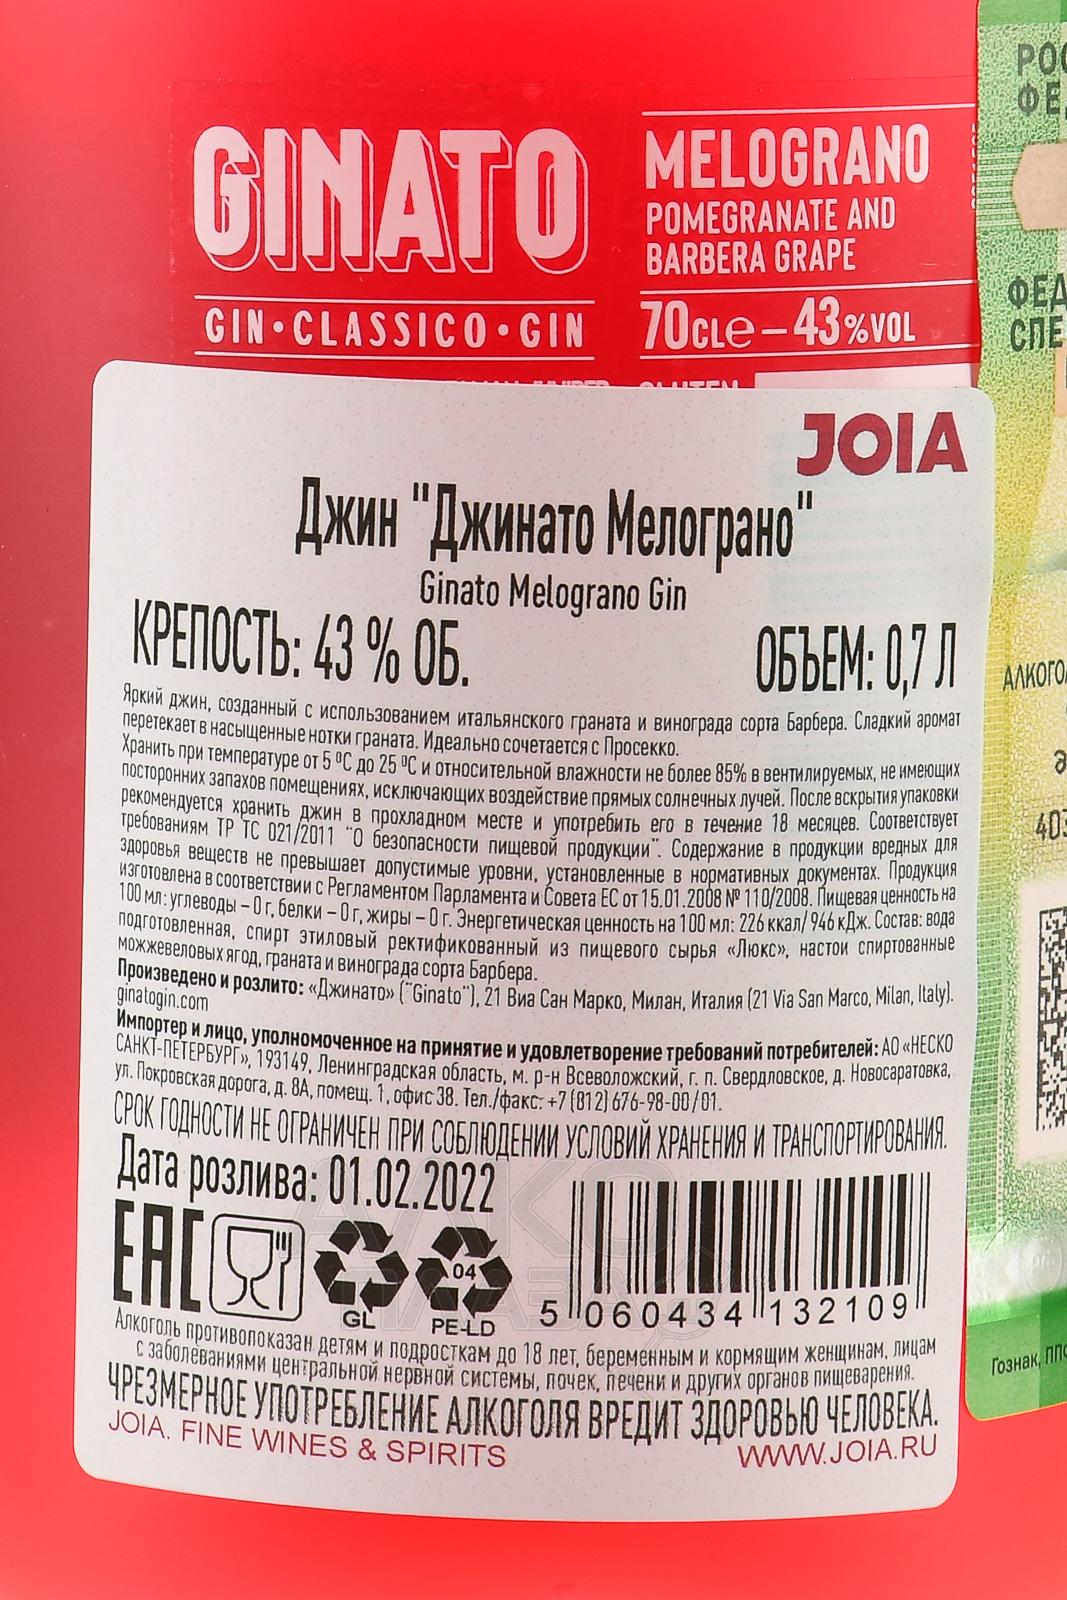 GINATO
GIN•CLASSICO•GIN
MELOGRANO
POMEGRANATE AND
BARBERA GRAPE
70CLe–43%VOL
GLUTEN
JOIA
Джин "Джинато Мелограно"
Ginato Melograno Gin
КРЕПОСТЬ: 43 % ОБ. ОБЪЕМ: 0,7 Л
Яркий джин, созданный с использованием итальянского граната и винограда сорта Барбера. Сладкий аромат
перетекает в насыщенные нотки граната. Идеально сочетается с Просекко.
Хранить при температуре от 5 ºС до 25 ºС и относительной влажности не более 85% в вентилируемых, не имеющих
посторонних запахов помещениях, исключающих воздействие прямых солнечных лучей. После вскрытия упаковки
рекомендуется хранить джин в прохладном месте и употребить его в течение 18 месяцев. Соответствует
требованиям ТР ТС 021/2011 "О безопасности пищевой продукции". Содержание в продукции вредных для
здоровья веществ не превышает допустимые уровни, установленные в нормативных документах. Продукция
изготовлена в соответствии с Регламентом Парламента и Совета ЕС от 15.01.2008 № 110/2008. Пищевая ценность на
100 мл: углеводы – 0 г, белки – 0 г, жиры – 0 г. Энергетическая ценность на 100 мл: 226 ккал/ 946 кДж. Состав: вода
подготовленная, спирт этиловый ректификованный из пищевого сырья «Люкс», настои спиртованные
можжевеловых ягод, граната и винограда сорта Барбера.
Произведено и розлито: «Джинато» ("Ginato"), 21 Виа Сан Марко, Милан, Италия (21 Via San Marco, Milan, Italy).
ginatogin.com
Импортер и лицо, уполномоченное на принятие и удовлетворение требований потребителей: АО «НЕСКО
САНКТ-ПЕТЕРБУРГ», 193149, Ленинградская область, м. р-н Всеволожский, г. п. Свердловское, д. Новосаратовка,
ул. Покровская дорога, д. 8А, помещ. 1, офис 38. Тел./факс: +7 (812) 676-98-00/01.
СРОК ГОДНОСТИ НЕ ОГРАНИЧЕН ПРИ СОБЛЮДЕНИИ УСЛОВИЙ ХРАНЕНИЯ И ТРАНСПОРТИРОВАНИЯ.
Дата розлива: 01.02.2022
EAC
GL
04
PE-LD
5 060434 132109
Алкоголь противопоказан детям и подросткам до 18 лет, беременным и кормящим женщинам, лицам
с заболеваниями центральной нервной системы, почек, печени и других органов пищеварения.
ЧРЕЗМЕРНОЕ УПОТРЕБЛЕНИЕ АЛКОГОЛЯ ВРЕДИТ ЗДОРОВЬЮ ЧЕЛОВЕКА.
JOIA. FINE WINES & SPIRITS WWW.JOIA.RU
АЛКО
ПЛАЗА
РОС
ФЕД
ФЕД
СПЕ
АЛКОГО
403
Гознак, ППФ